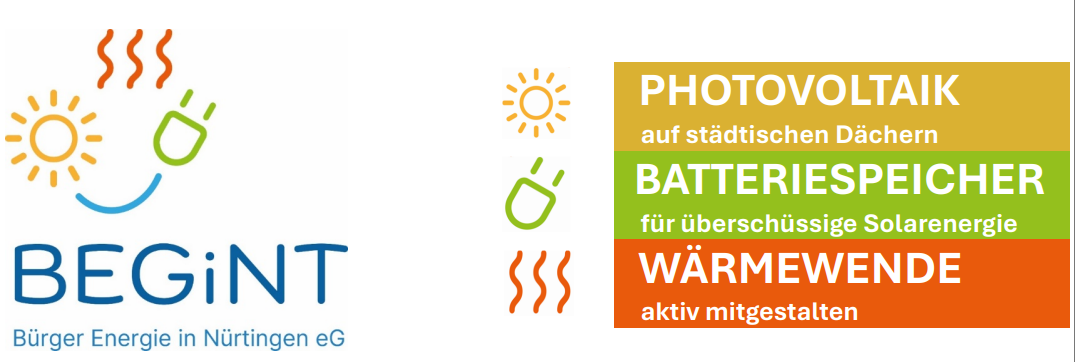 BEGiNT
Bürger Energie in Nürtingen eG
PHOTOVOLTAIK
auf städtischen Dächern
BATTERIESPEICHER
für überschüssige Solarenergie
WÄRMEWENDE
aktiv mitgestalten